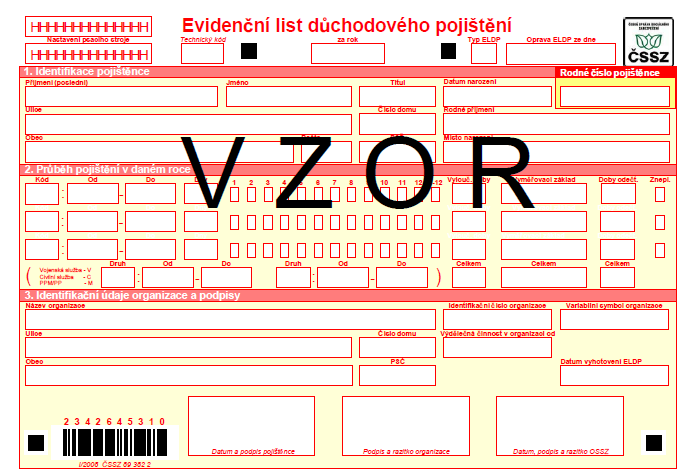 Evidenční list důchodového pojištění
Nastavení psacího stroje
Technický kód
za rok
Typ ELDP
Oprava ELDP ze dne
ČESKÁ SPRÁVA SOCIÁLNÍHO ZABEZPEČENÍ
ČSSZ
1. Identifikace pojištěnce
Rodné číslo pojištěnce
Příjmení (poslední) Jméno Titul Datum narození
Ulice Číslo domu Rodné příjmení
Obec Místo narození
VZOR
2. Průběh pojištění v daném roce
Kód Od Do 1 2 3 4 5 6 7 8 9 10 11 12 1-12 Vylouč. doby Vyměřovací základ Doby odečt. Znepl.
: –
: –
: –
Druh Od Do Druh Od Do Celkem Celkem Celkem
( Vojenská služba - V
Civilní služba - C
PPM/PP - M
: – : – )
3. Identifikační údaje organizace a podpisy
Název organizace Identifikační číslo organizace Variabilní symbol organizace
Ulice Číslo domu Výdělečná činnost v organizaci od
Obec PSČ Datum vyhotovení ELDP
2 3 4 2 6 4 5 3 1 0
Datum a podpis pojištěnce
Podpis a razítko organizace
Datum, podpis a razítko OSSZ
I/2006 ČSSZ 89 362 2